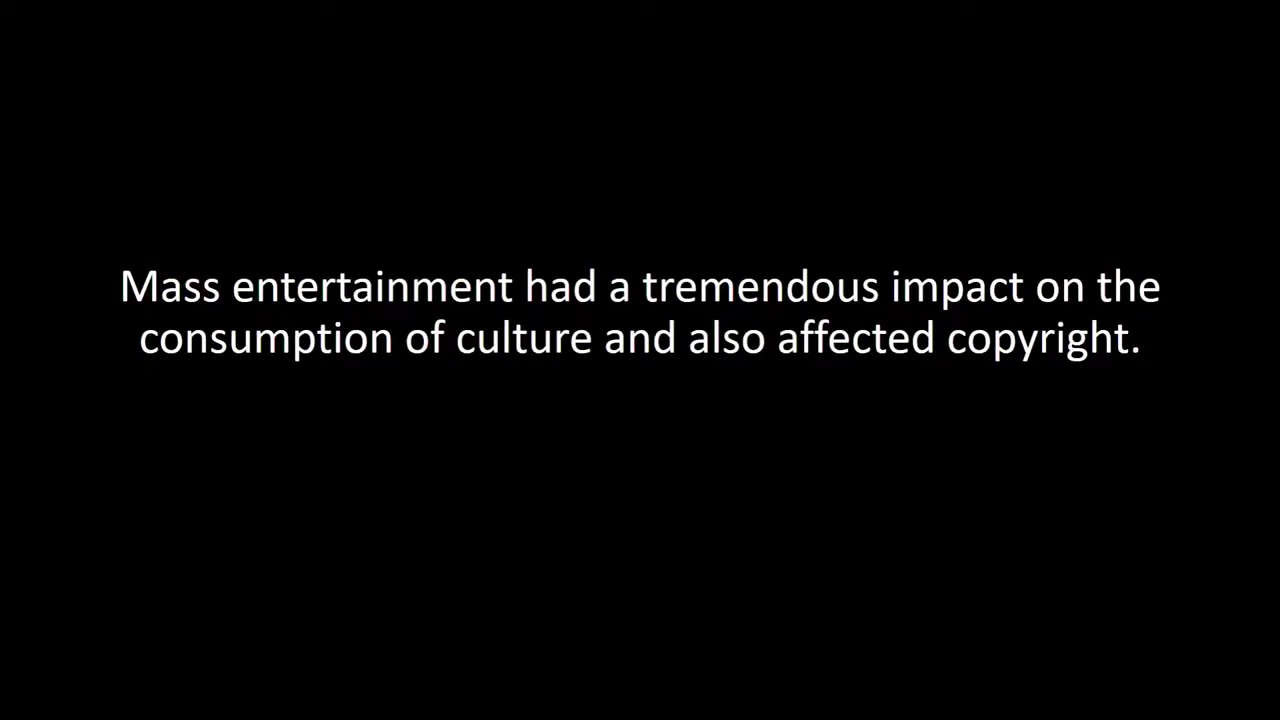 Mass entertainment had a tremendous impact on the
consumption of culture and also affected copyright.